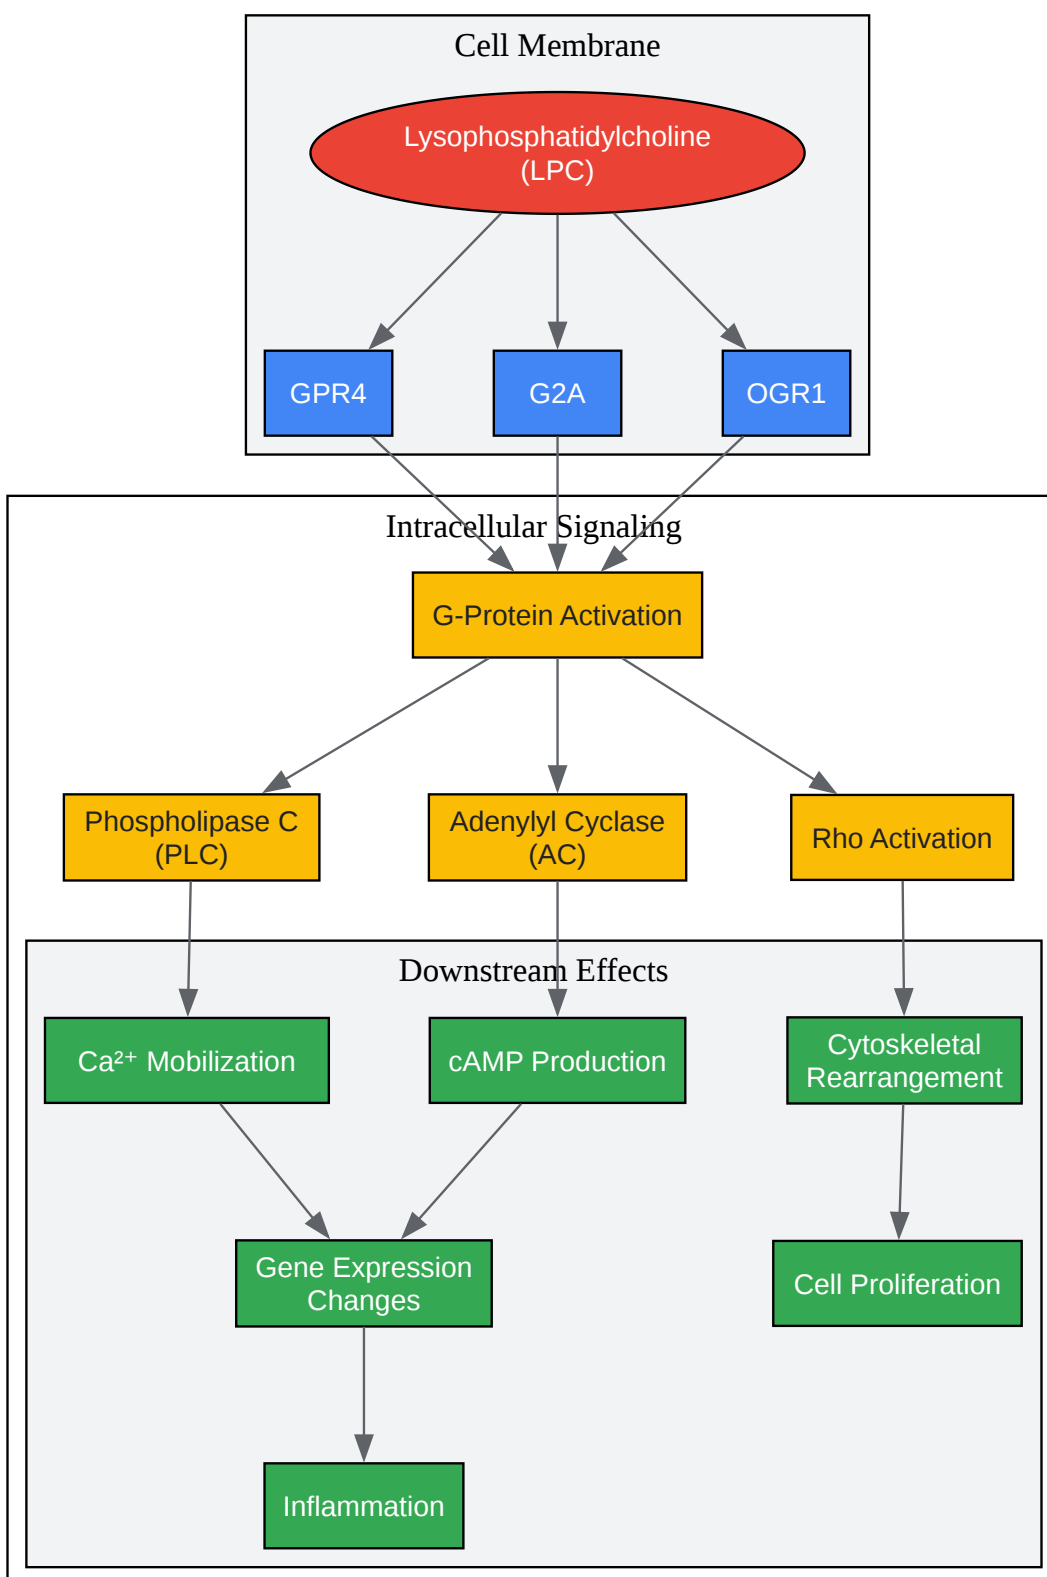 Cell Membrane
Lysophosphatidylcholine
(LPC)
GPR4
G2A
OGR1
Intracellular Signaling
G-Protein Activation
Phospholipase C
(PLC)
Adenylyl Cyclase
(AC)
Rho Activation
Downstream Effects
Ca²⁺ Mobilization
cAMP Production
Cytoskeletal
Rearrangement
Gene Expression
Changes
Cell Proliferation
Inflammation